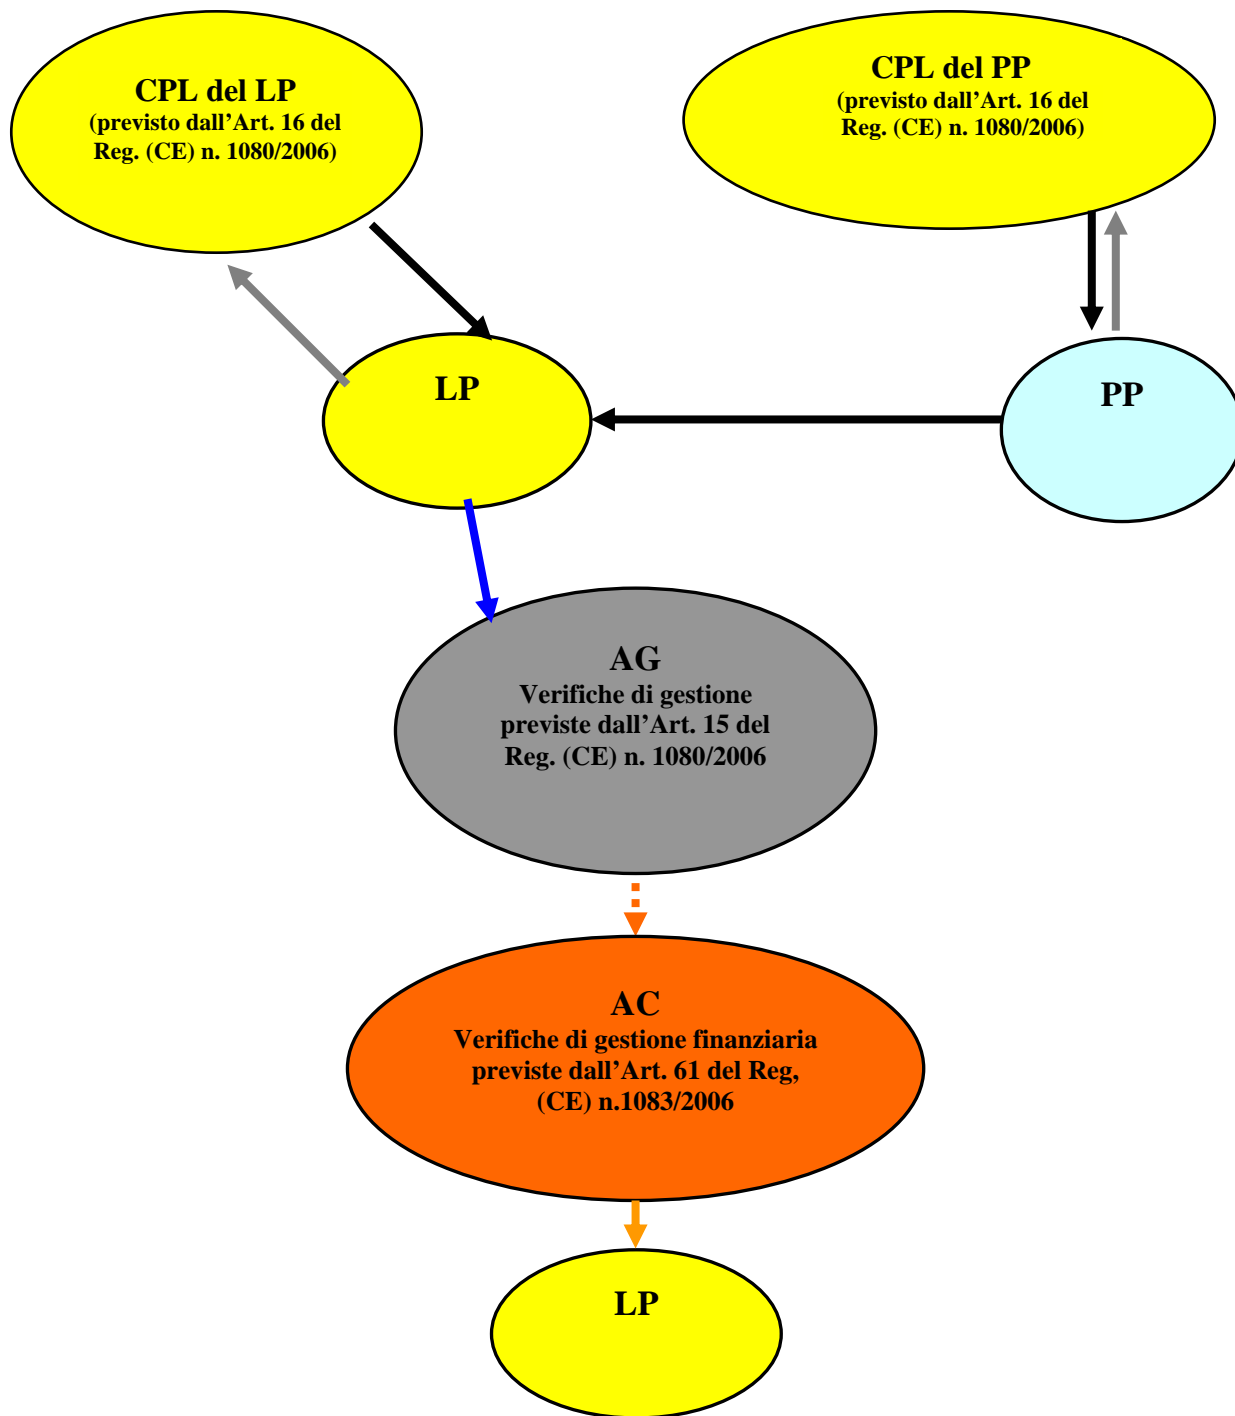 CPL del LP
(previsto dall’Art. 16 del
Reg. (CE) n. 1080/2006)
CPL del PP
(previsto dall’Art. 16 del
Reg. (CE) n. 1080/2006)
LP
PP
AG
Verifiche di gestione
previste dall’Art. 15 del
Reg. (CE) n. 1080/2006
AC
Verifiche di gestione finanziaria
previste dall’Art. 61 del Reg,
(CE) n.1083/2006
LP